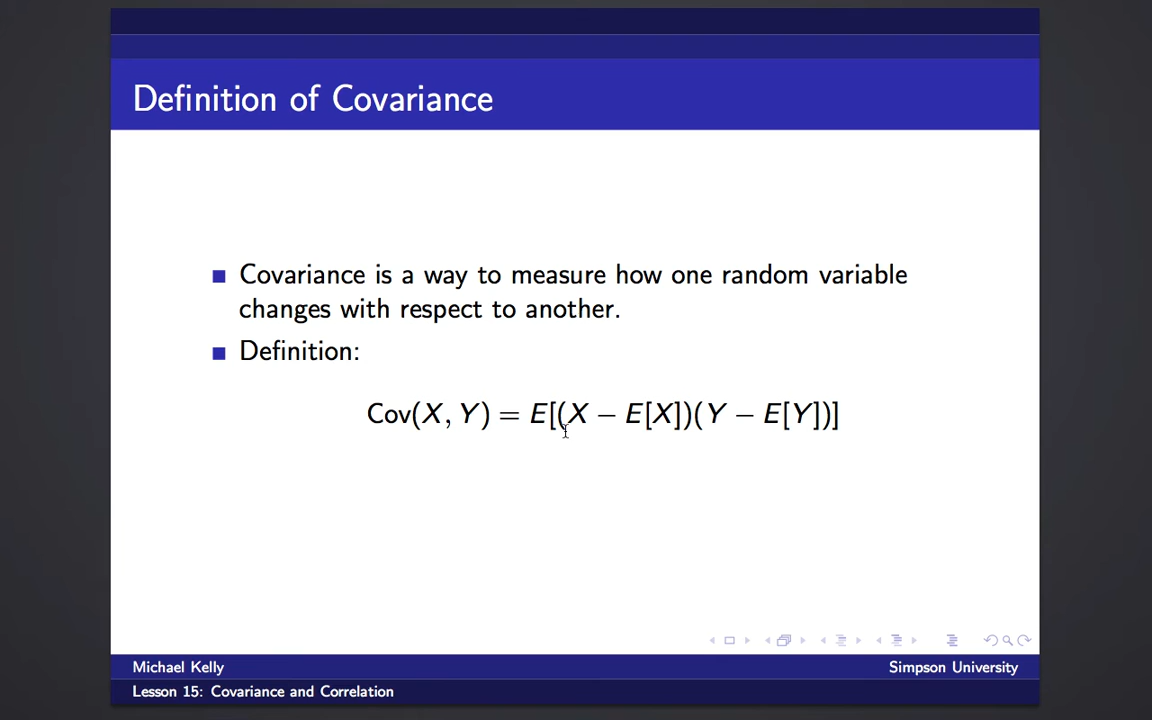 Definition of Covariance
Covariance is a way to measure how one random variable
changes with respect to another.
Definition:
Cov(X, Y) = E[(X − E[X])(Y − E[Y])]
Michael Kelly
Simpson University
Lesson 15: Covariance and Correlation